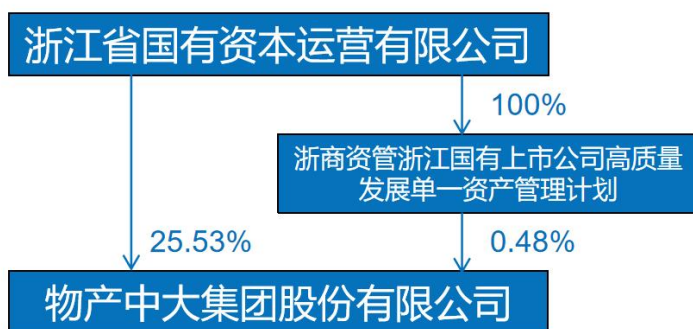 浙江省国有资本运营有限公司
100%
浙商资管浙江国有上市公司高质量
发展单一资产管理计划
25.53%
0.48%
物产中大集团股份有限公司